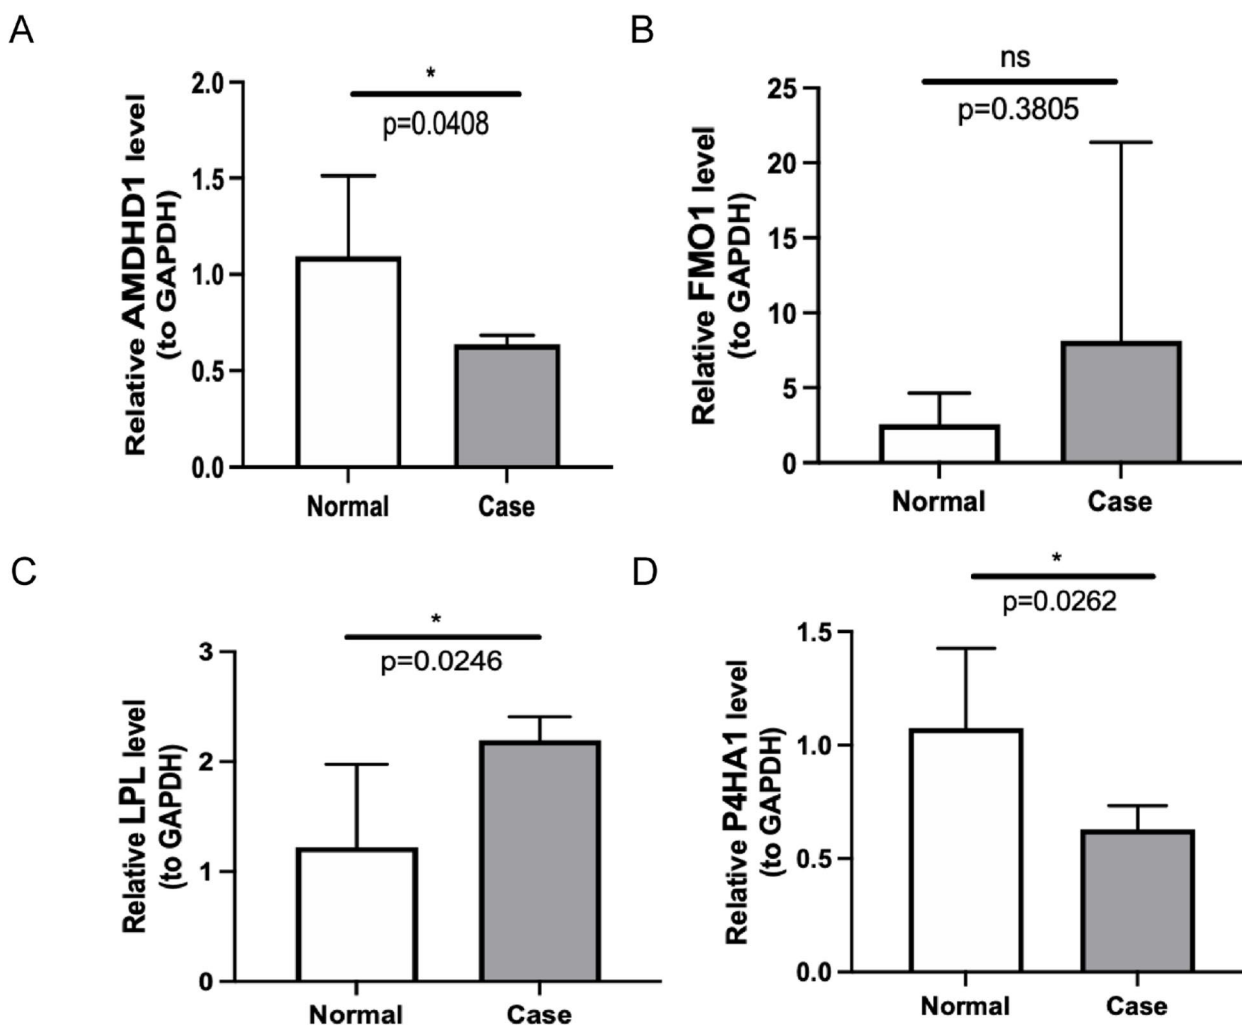 A
*
p=0.0408
Relative AMDHD1 level
(to GAPDH)
2.0
1.5
1.0
0.5
0.0
Normal Case
B
ns
p=0.3805
Relative FMO1 level
(to GAPDH)
25
20
15
10
5
0
Normal Case
C
*
p=0.0246
Relative LPL level
(to GAPDH)
3
2
1
0
Normal Case
D
*
p=0.0262
Relative P4HA1 level
(to GAPDH)
1.5
1.0
0.5
0.0
Normal Case